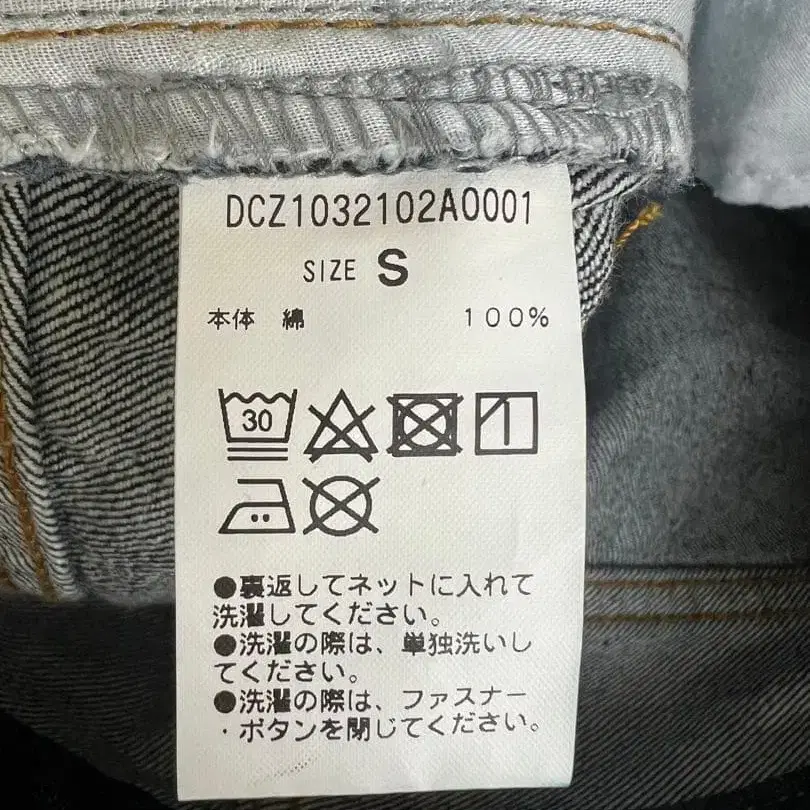 DCZ1032102A0001
SIZE S
本体 綿 100%
30
●裏返してネットに入れて
洗濯してください。
●洗濯の際は、単独洗いし
てください。
●洗濯の際は、ファスナー
・ボタンを閉じてください。